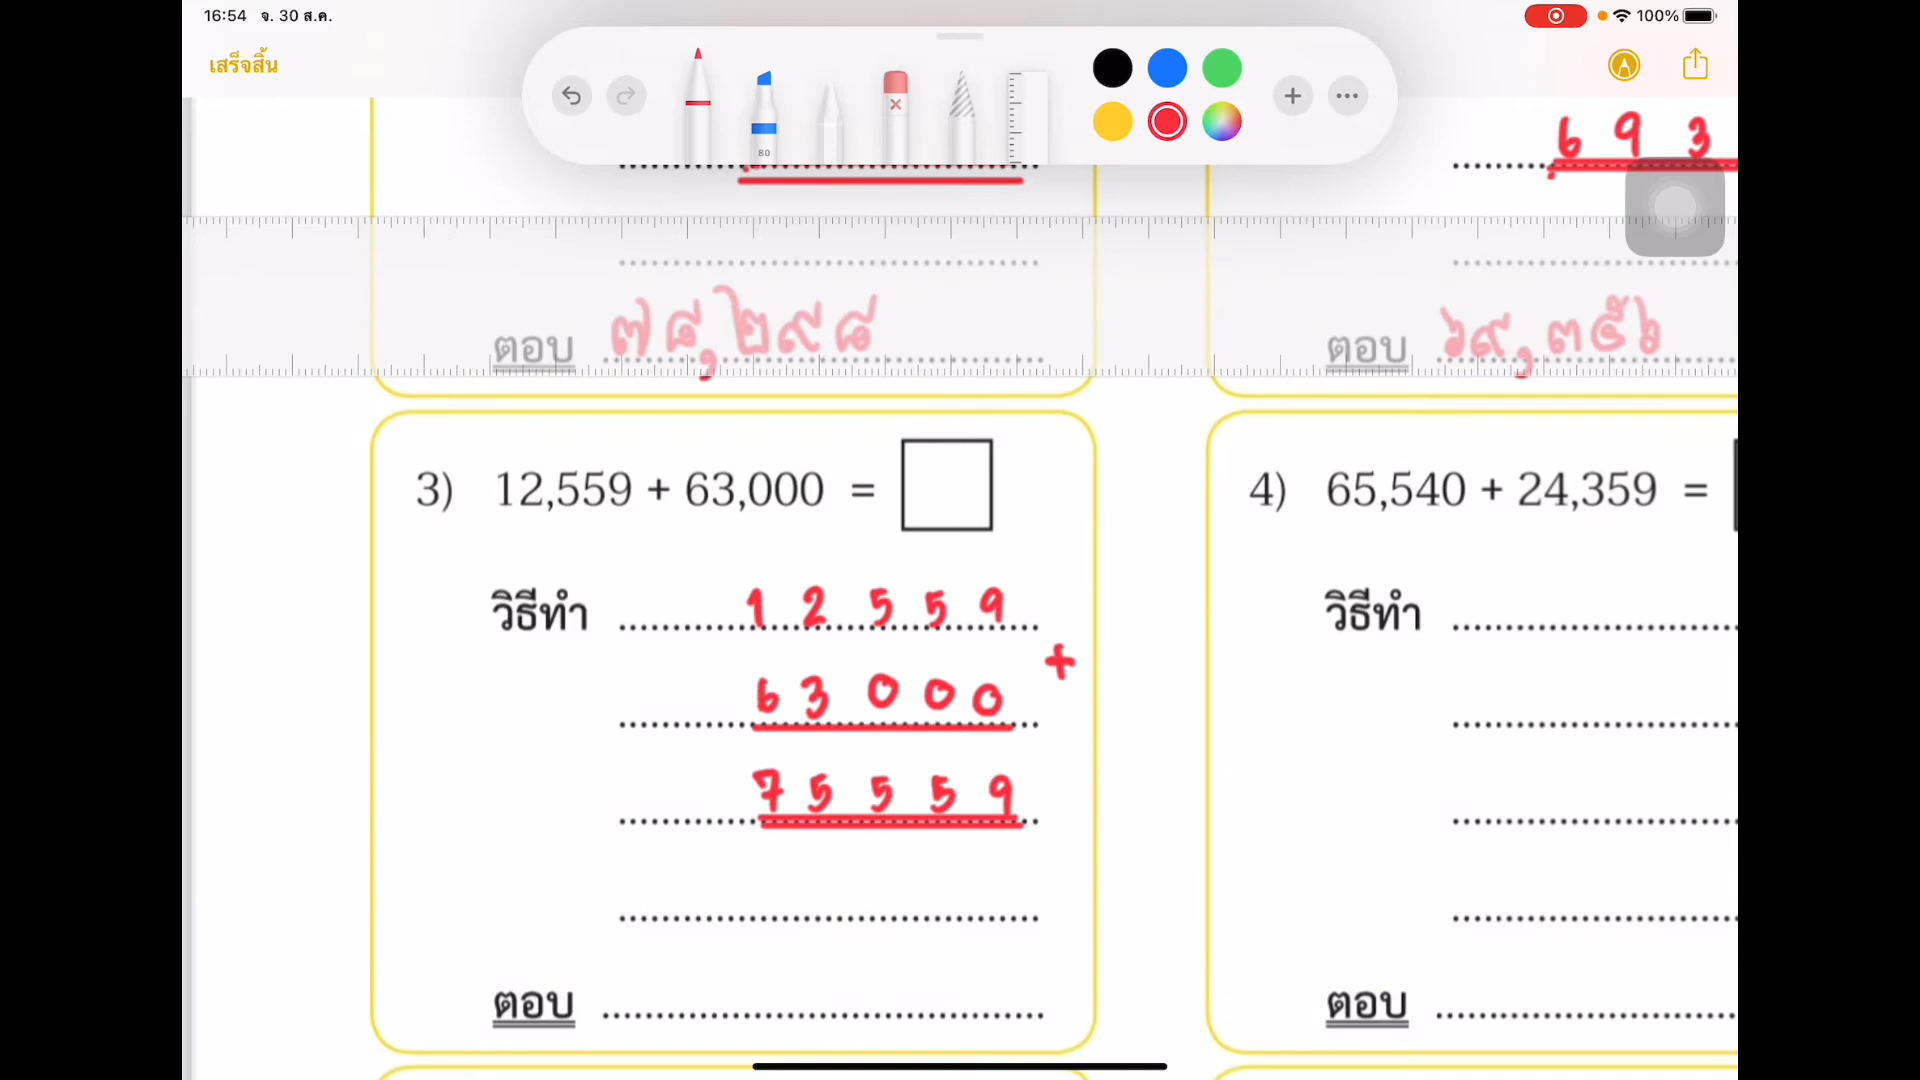 16:54 จ. 30 ส.ค.
100%
เสร็จสิ้น
80
6 9 3
ตอบ ๗๘,๒๙๘
ตอบ ๖๙,๓๕๖
3) 12,559 + 63,000 =
วิธีทำ 1 2 5 5 9
+
6 3 0 0 0
7 5 5 5 9
ตอบ
4) 65,540 + 24,359 =
วิธีทำ
ตอบ